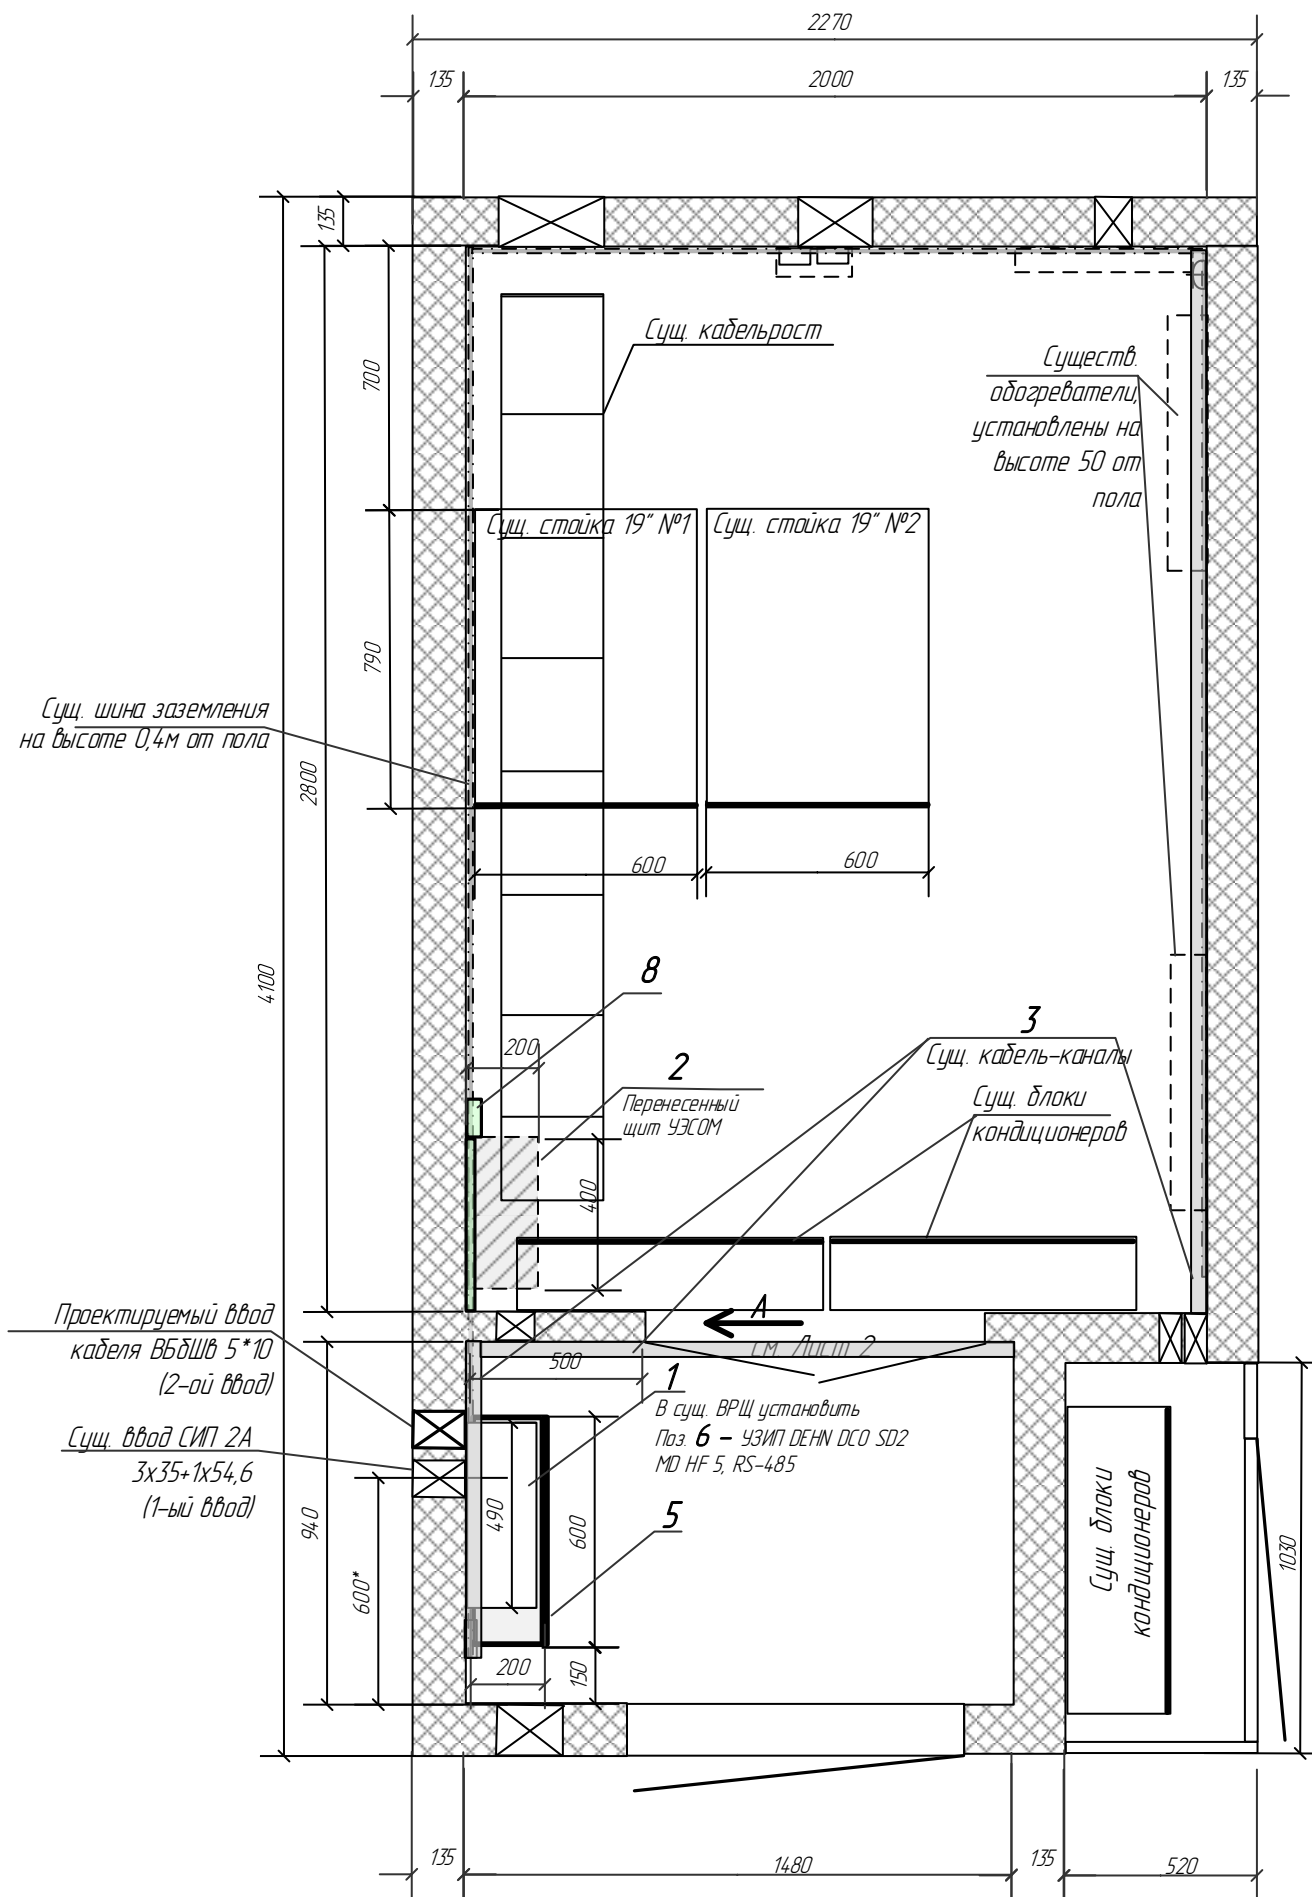 2270
135
2000
135
135
Сущ. кабельрост
Существ.
обогреватели,
установлены на
высоте 50 от
пола
700
Сущ. стойка 19" №1
Сущ. стойка 19" №2
790
Сущ. шина заземления
на высоте 0,4м от пола
2800
600
600
4100
8
200
3
Сущ. кабель-каналы
2
Перенесенный
щит УЭСОМ
Сущ. блоки
кондиционеров
400
А
см. Лист 2
Проектируемый ввод
кабеля ВБбШв 5*10
(2-ой ввод)
500
1
В сущ. ВРЩ установить
Поз. 6 - УЗИП DEHN DCO SD2
MD HF 5, RS-485
Сущ. ввод СИП 2А
3х35+1х54,6
(1-ый ввод)
490
600
5
940
600*
Сущ. блоки
кондиционеров
1030
200
150
135
1480
135
520